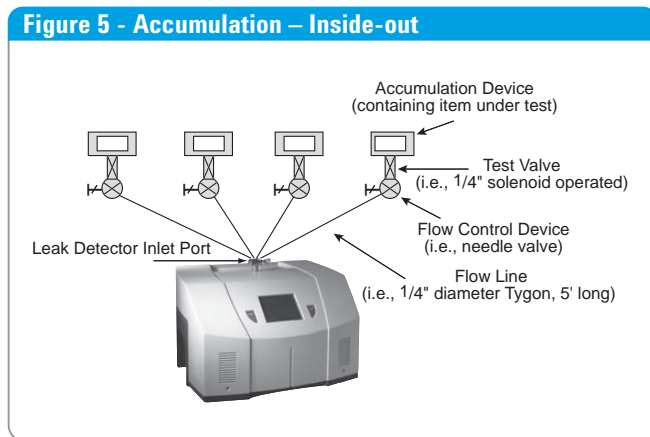 Figure 5 - Accumulation – Inside-out
Accumulation Device
(containing item under test)
Test Valve
(i.e., 1/4" solenoid operated)
Flow Control Device
(i.e., needle valve)
Leak Detector Inlet Port
Flow Line
(i.e., 1/4" diameter Tygon, 5' long)